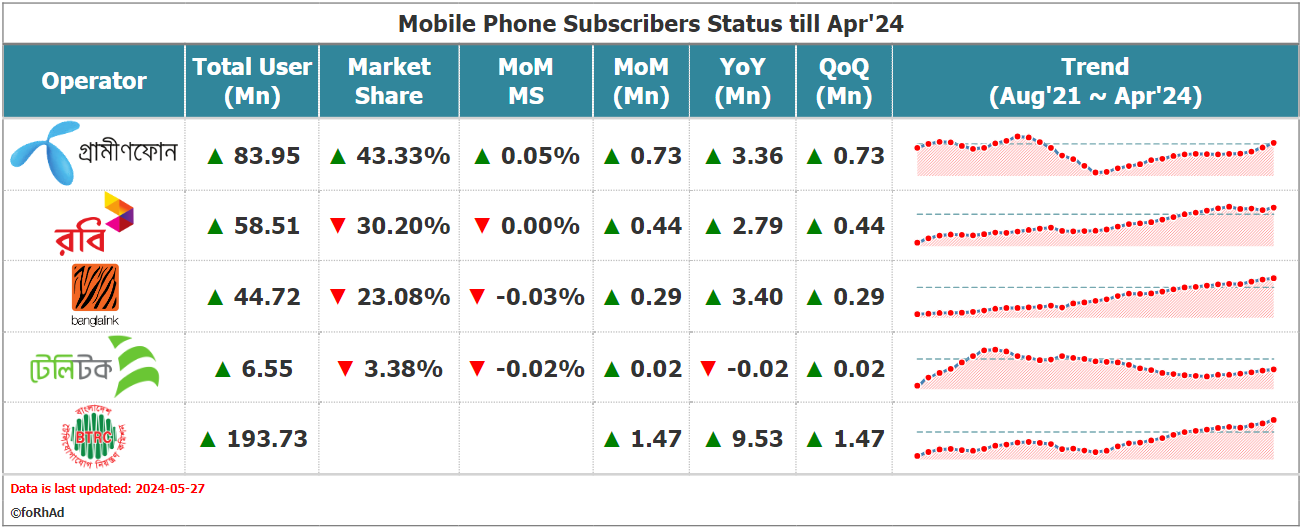 Mobile Phone Subscribers Status till Apr'24
Operator Total User (Mn) Market Share MoM MS MoM (Mn) YoY (Mn) QoQ (Mn) Trend (Aug'21 ~ Apr'24)
গ্রামীণফোন ▲ 83.95 ▲ 43.33% ▲ 0.05% ▲ 0.73 ▲ 3.36 ▲ 0.73
রবি ▲ 58.51 ▼ 30.20% ▼ 0.00% ▲ 0.44 ▲ 2.79 ▲ 0.44
banglalink ▲ 44.72 ▼ 23.08% ▼ -0.03% ▲ 0.29 ▲ 3.40 ▲ 0.29
টেলিটক ▲ 6.55 ▼ 3.38% ▼ -0.02% ▲ 0.02 ▼ -0.02 ▲ 0.02
বাংলাদেশ টেলিযোগাযোগ নিয়ন্ত্রণ কমিশন BTRC ▲ 193.73 ▲ 1.47 ▲ 9.53 ▲ 1.47
Data is last updated: 2024-05-27
©foRhAd